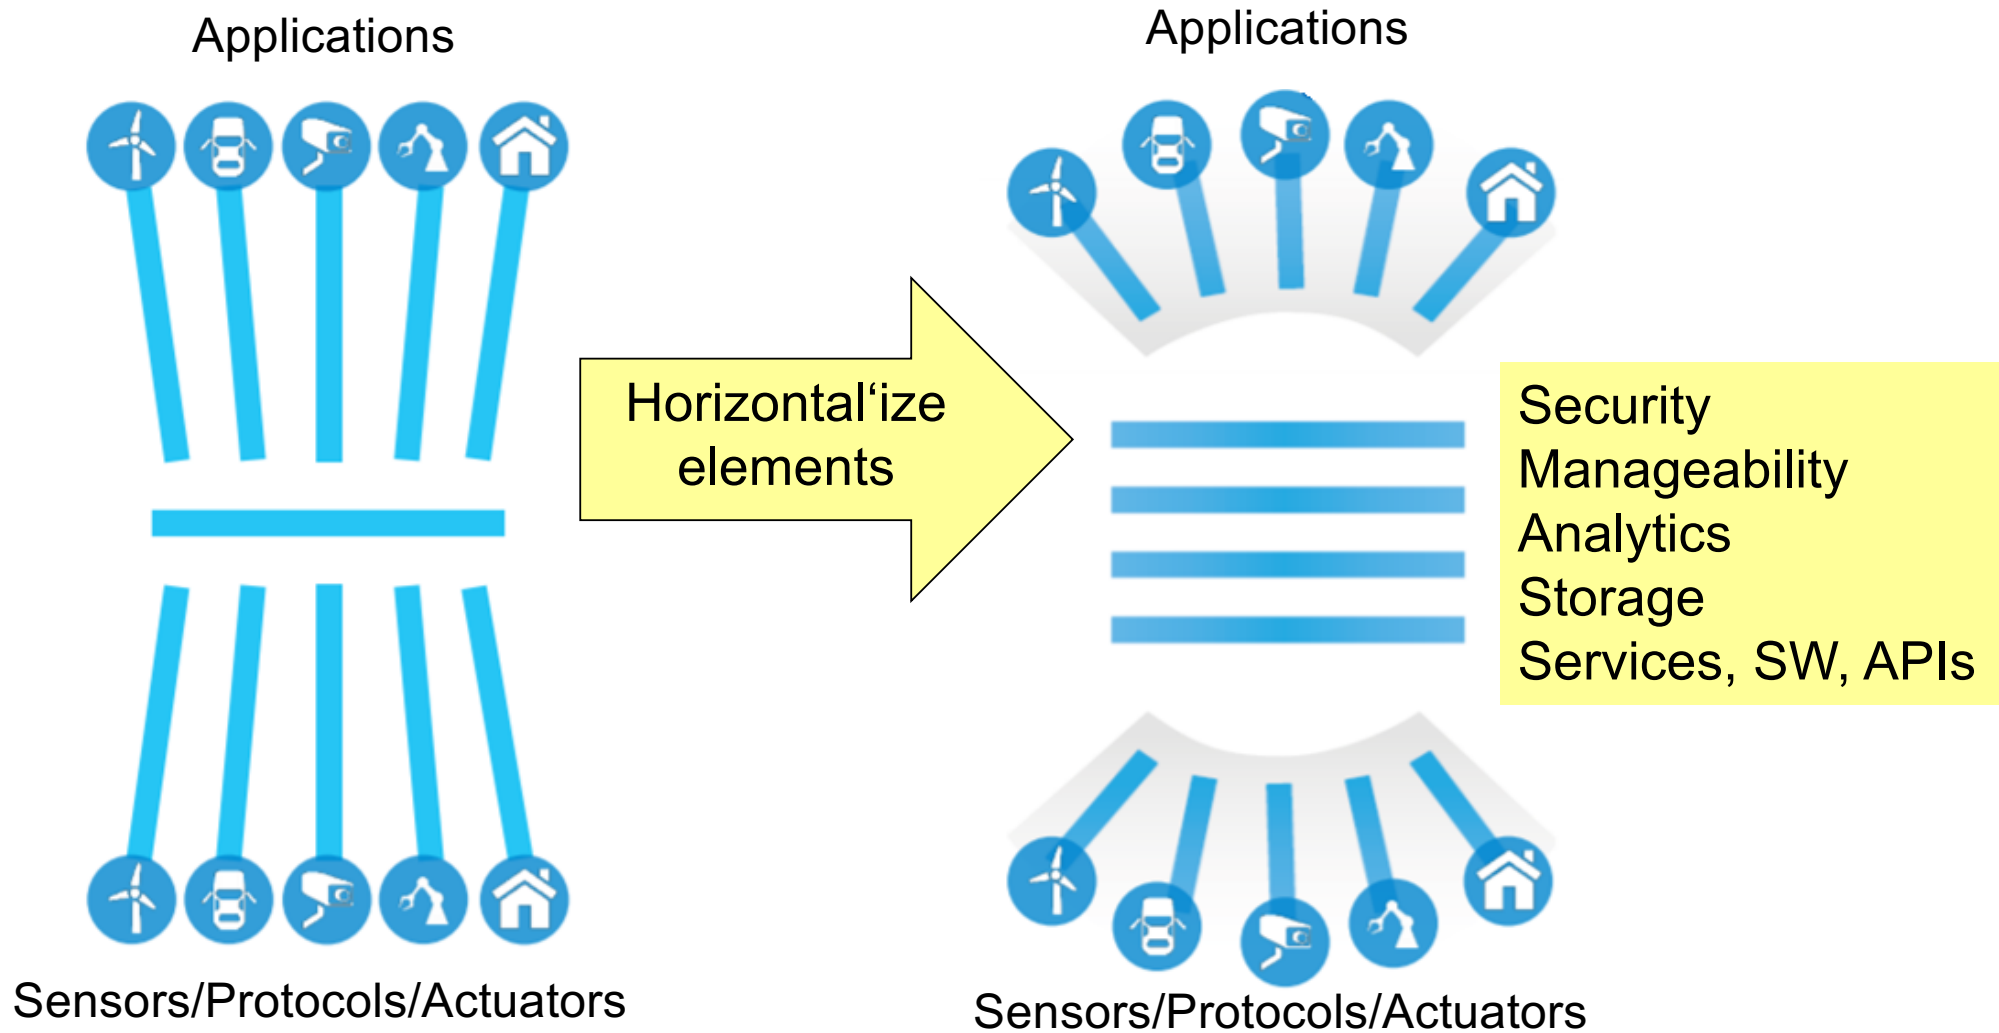 Applications
Applications
Horizontal‘ize
elements
Security
Manageability
Analytics
Storage
Services, SW, APIs
Sensors/Protocols/Actuators
Sensors/Protocols/Actuators